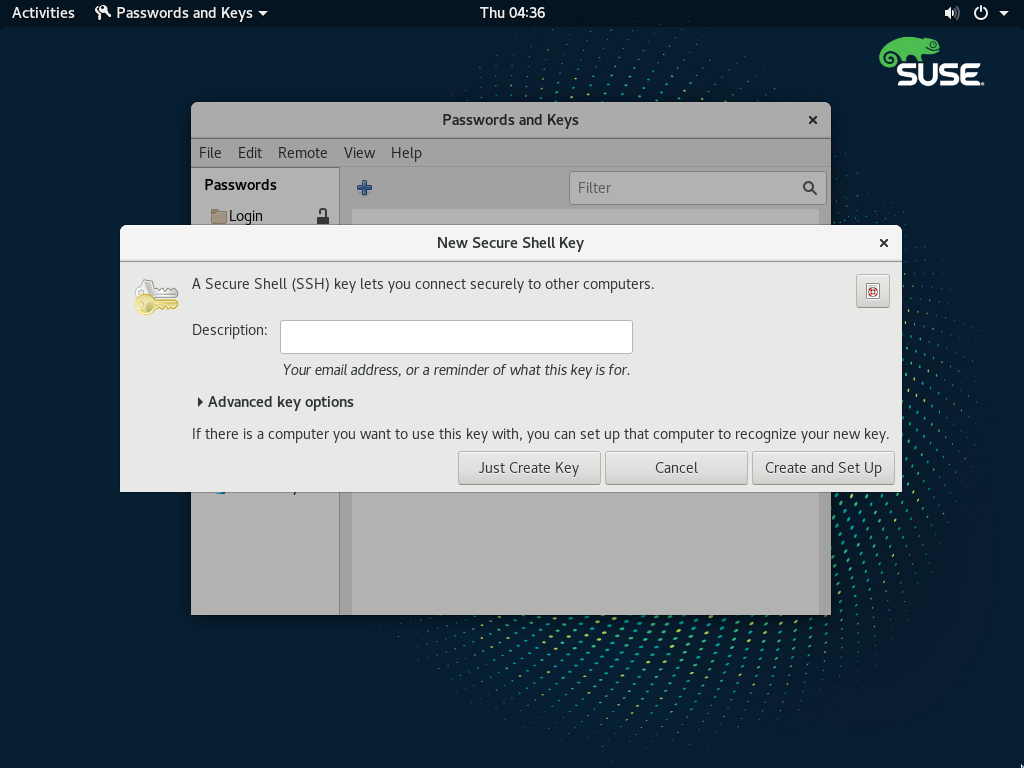 Activities Passwords and Keys Thu 04:36
SUSE
Passwords and Keys
File Edit Remote View Help
Passwords
Filter
Login
New Secure Shell Key
A Secure Shell (SSH) key lets you connect securely to other computers.
Description:
Your email address, or a reminder of what this key is for.
Advanced key options
If there is a computer you want to use this key with, you can set up that computer to recognize your new key.
Just Create Key Cancel Create and Set Up